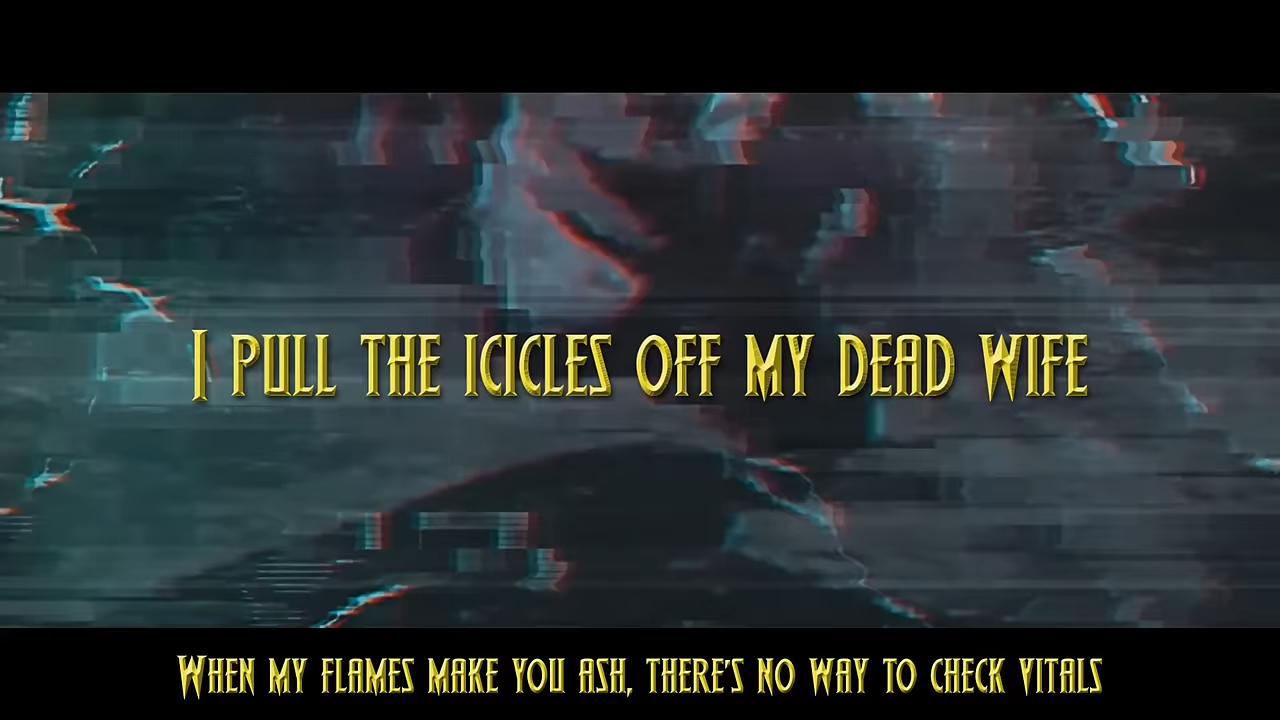 I PULL THE ICICLES OFF MY DEAD WIFE
WHEN MY FLAMES MAKE YOU ASH, THERE'S NO WAY TO CHECK VITALS